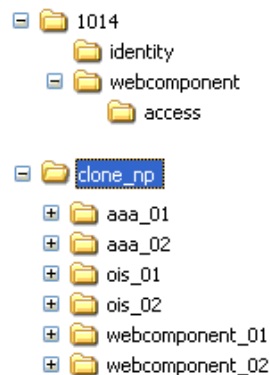 1014
identity
webcomponent
access
clone_np
aaa_01
aaa_02
ois_01
ois_02
webcomponent_01
webcomponent_02